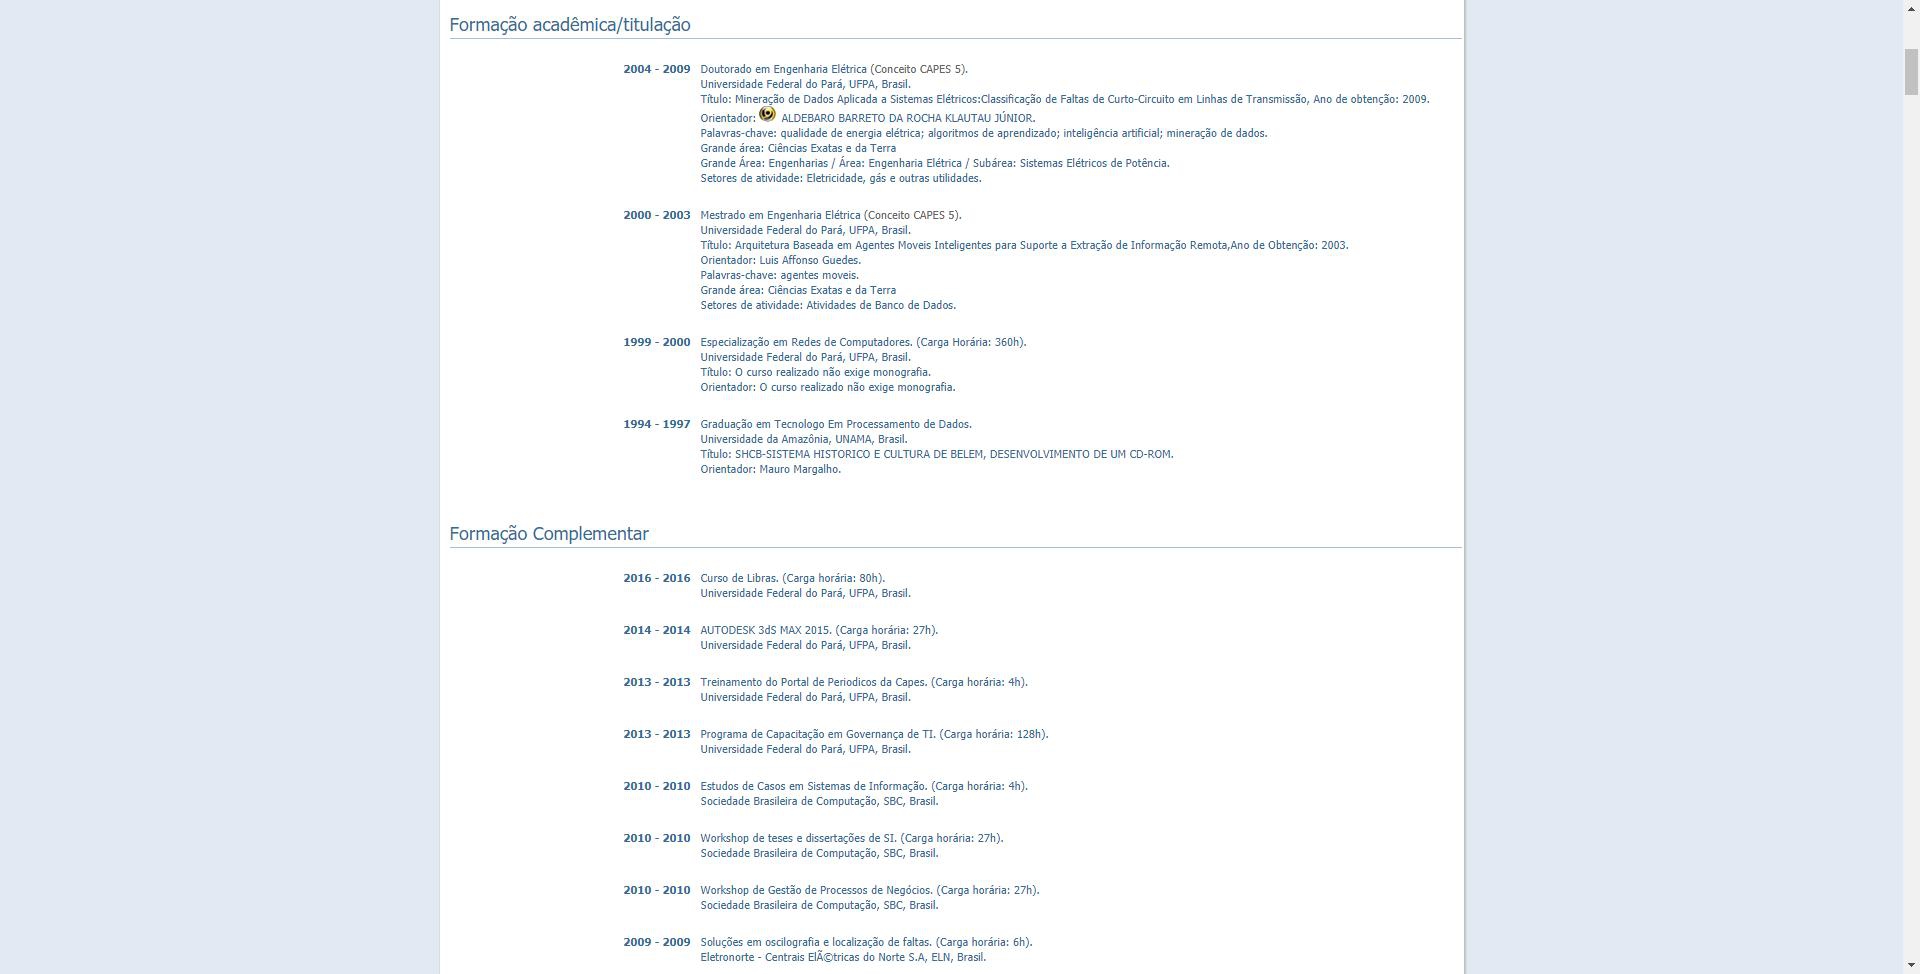 Formação acadêmica/titulação
2004 - 2009 Doutorado em Engenharia Elétrica (Conceito CAPES 5).
Universidade Federal do Pará, UFPA, Brasil.
Título: Mineração de Dados Aplicada a Sistemas Elétricos:Classificação de Faltas de Curto-Circuito em Linhas de Transmissão, Ano de obtenção: 2009.
Orientador: ALDEBARO BARRETO DA ROCHA KLAUTAU JÚNIOR.
Palavras-chave: qualidade de energia elétrica; algoritmos de aprendizado; inteligência artificial; mineração de dados.
Grande área: Ciências Exatas e da Terra
Grande Área: Engenharias / Área: Engenharia Elétrica / Subárea: Sistemas Elétricos de Potência.
Setores de atividade: Eletricidade, gás e outras utilidades.
2000 - 2003 Mestrado em Engenharia Elétrica (Conceito CAPES 5).
Universidade Federal do Pará, UFPA, Brasil.
Título: Arquitetura Baseada em Agentes Moveis Inteligentes para Suporte a Extração de Informação Remota,Ano de Obtenção: 2003.
Orientador: Luis Affonso Guedes.
Palavras-chave: agentes moveis.
Grande área: Ciências Exatas e da Terra
Setores de atividade: Atividades de Banco de Dados.
1999 - 2000 Especialização em Redes de Computadores. (Carga Horária: 360h).
Universidade Federal do Pará, UFPA, Brasil.
Título: O curso realizado não exige monografia.
Orientador: O curso realizado não exige monografia.
1994 - 1997 Graduação em Tecnologo Em Processamento de Dados.
Universidade da Amazônia, UNAMA, Brasil.
Título: SHCB-SISTEMA HISTORICO E CULTURA DE BELEM, DESENVOLVIMENTO DE UM CD-ROM.
Orientador: Mauro Margalho.
Formação Complementar
2016 - 2016 Curso de Libras. (Carga horária: 80h).
Universidade Federal do Pará, UFPA, Brasil.
2014 - 2014 AUTODESK 3dS MAX 2015. (Carga horária: 27h).
Universidade Federal do Pará, UFPA, Brasil.
2013 - 2013 Treinamento do Portal de Periodicos da Capes. (Carga horária: 4h).
Universidade Federal do Pará, UFPA, Brasil.
2013 - 2013 Programa de Capacitação em Governança de TI. (Carga horária: 128h).
Universidade Federal do Pará, UFPA, Brasil.
2010 - 2010 Estudos de Casos em Sistemas de Informação. (Carga horária: 4h).
Sociedade Brasileira de Computação, SBC, Brasil.
2010 - 2010 Workshop de teses e dissertações de SI. (Carga horária: 27h).
Sociedade Brasileira de Computação, SBC, Brasil.
2010 - 2010 Workshop de Gestão de Processos de Negócios. (Carga horária: 27h).
Sociedade Brasileira de Computação, SBC, Brasil.
2009 - 2009 Soluções em oscilografia e localização de faltas. (Carga horária: 6h).
Eletronorte - Centrais ElÃ©tricas do Norte S.A, ELN, Brasil.